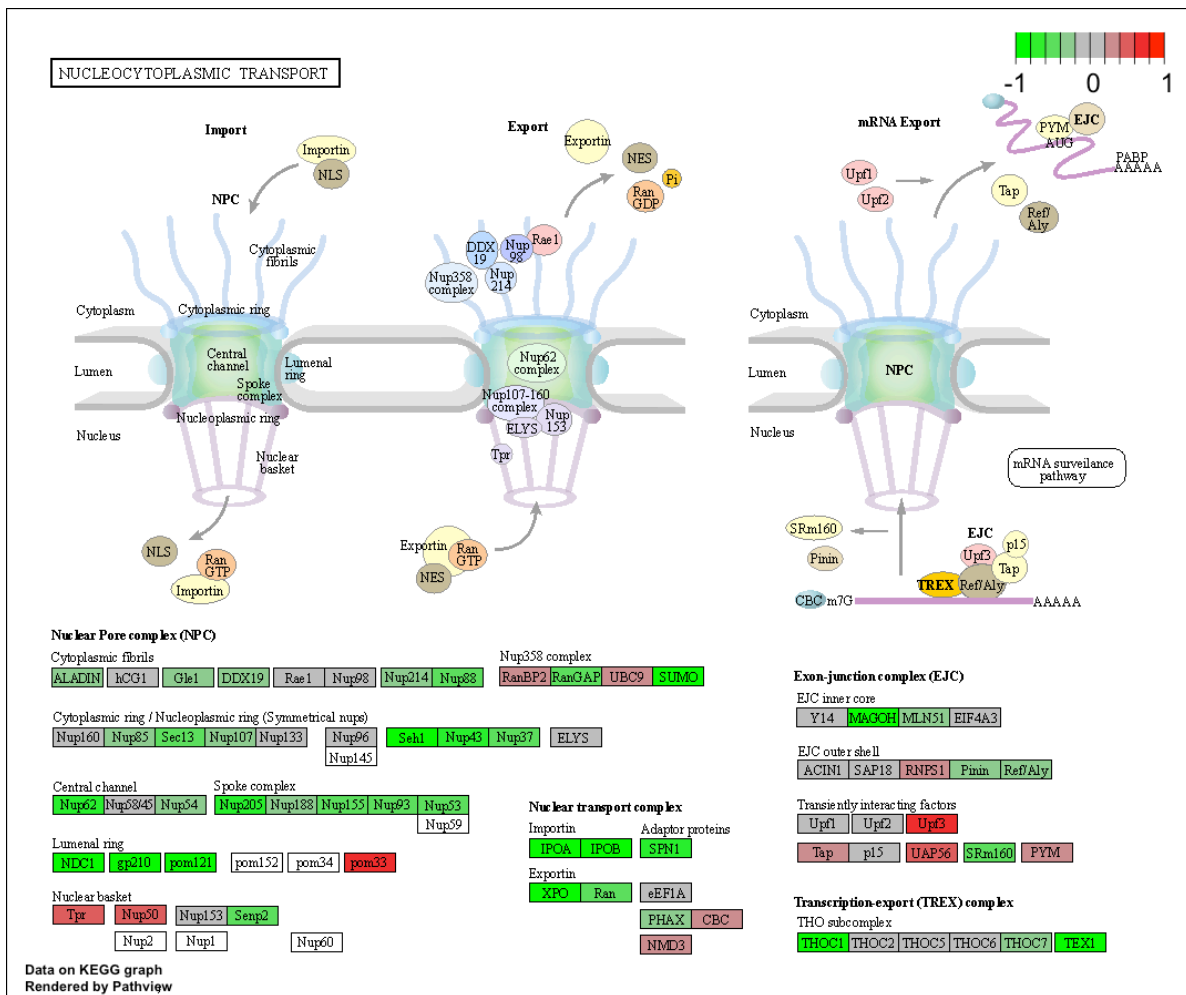 NUCLEOCYTOPLASMIC TRANSPORT
-1 0 1
Import
Importin
NLS
NPC
Cytoplasmic
fibrils
Cytoplasm
Cytoplasmic ring
Central
channel
Lumenal
ring
Lumen
Spoke
complex
Nucleoplasmic ring
Nucleus
Nuclear
basket
NLS
Ran
GTP
Importin
Export
Exportin
NES
Pi
Ran
GDP
DDX
19
Nup
98
Rae1
Nup358
complex
Nup
214
Nup62
complex
Nup107-160
complex
ELYS
Nup
153
Tpr
Exportin
Ran
GTP
NES
mRNA Export
PYM
EJC
AUG
PABP
AAAAA
Upf1
Upf2
Tap
Ref/
Aly
Cytoplasm
Lumen
NPC
Nucleus
mRNA surveilance
pathway
SRm160
Pinin
EJC
Upf3
p15
Tap
TREX
Ref/Aly
CBC m7G
AAAAA
Nuclear Pore complex (NPC)
Cytoplasmic fibrils
ALADIN hCG1 Gle1 DDX19 Rae1 Nup98 Nup214 Nup88
Nup358 complex
RanBP2 RanGAP UBC9 SUMO
Cytoplasmic ring / Nucleoplasmic ring (Symmetrical nups)
Nup160 Nup85 Sec13 Nup107 Nup133 Nup96 Seh1 Nup43 Nup37 ELYS
Nup145
Central channel
Nup62 Nup58/45 Nup54
Spoke complex
Nup205 Nup188 Nup155 Nup93 Nup53
Nup59
Lumenal ring
NDC1 gp210 pom121 pom152 pom34 pom33
Nuclear basket
Tpr Nup50 Nup153 Senp2
Nup2 Nup1 Nup60
Nuclear transport complex
Importin
IPOA IPOB
Adaptor proteins
SPN1
Exportin
XPO Ran
eEF1A
PHAX CBC
NMD3
Exon-junction complex (EJC)
EJC inner core
Y14 MAGOH MLN51 EIF4A3
EJC outer shell
ACIN1 SAP18 RNPS1 Pinin Ref/Aly
Transiently interacting factors
Upf1 Upf2 Upf3
Tap p15 UAP56 SRm160 PYM
Transcription-export (TREX) complex
THO subcomplex
THOC1 THOC2 THOC5 THOC6 THOC7 TEX1
Data on KEGG graph
Rendered by Pathview